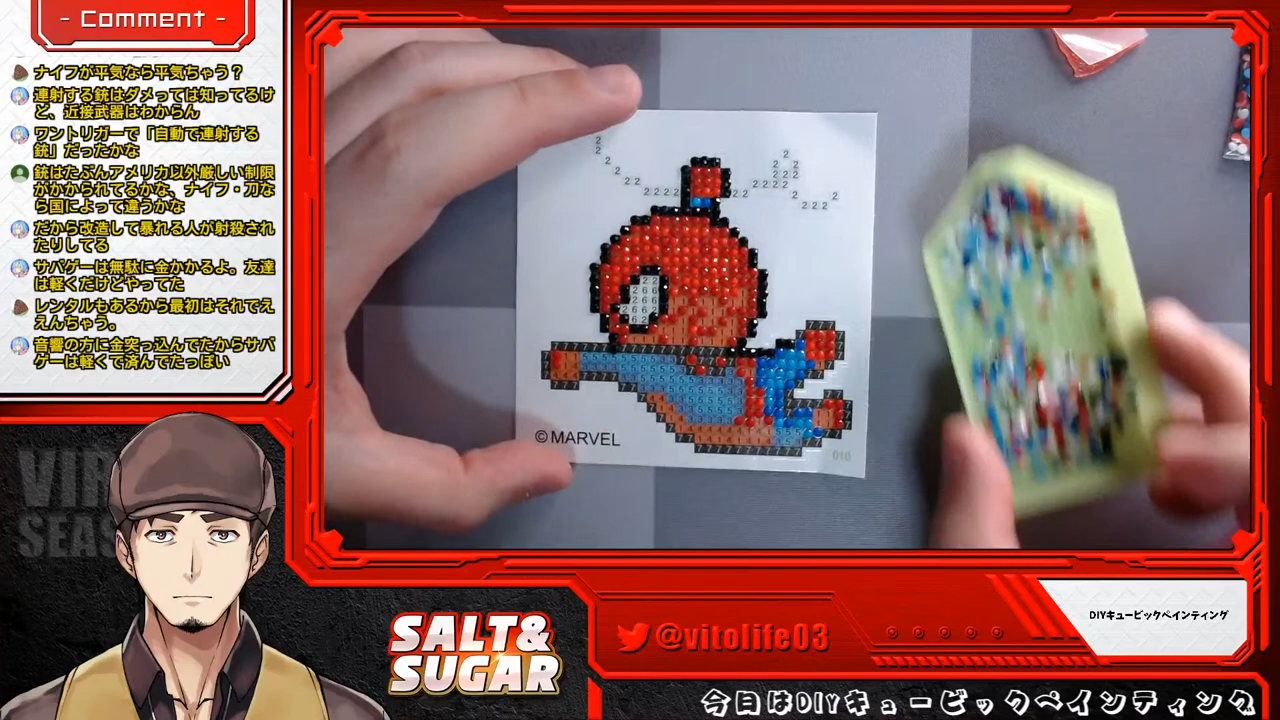 - Comment -
ナイフが平気なら平気ちゃう？
連射する銃はダメっては知ってるけ
ど、近接武器はわからん
ワントリガーで「自動で連射する
銃」だったかな
銃はたぶんアメリカ以外厳しい制限
がかかられてるかな、ナイフ・刀な
ら国によって違うかな
だから改造して暴れる人が射殺され
たりしてる
サバゲーは無駄に金かかるよ。友達
は軽くだけどやってた
レンタルもあるから最初はそれでえ
えんちゃう。
音響の方に金突っ込んでたからサバ
ゲーは軽くで済んでたっぽい
©MARVEL
010
SALT&
SUGAR
@vitolife03
DIYキュービックペインティング
今日はDIYキュービックペインティング